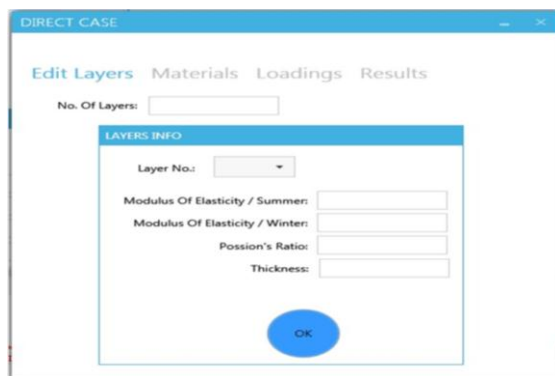 DIRECT CASE
Edit Layers Materials Loadings Results
No. Of Layers:
LAYERS INFO
Layer No.:
Modulus Of Elasticity / Summer:
Modulus Of Elasticity / Winter:
Possion's Ratio:
Thickness:
OK